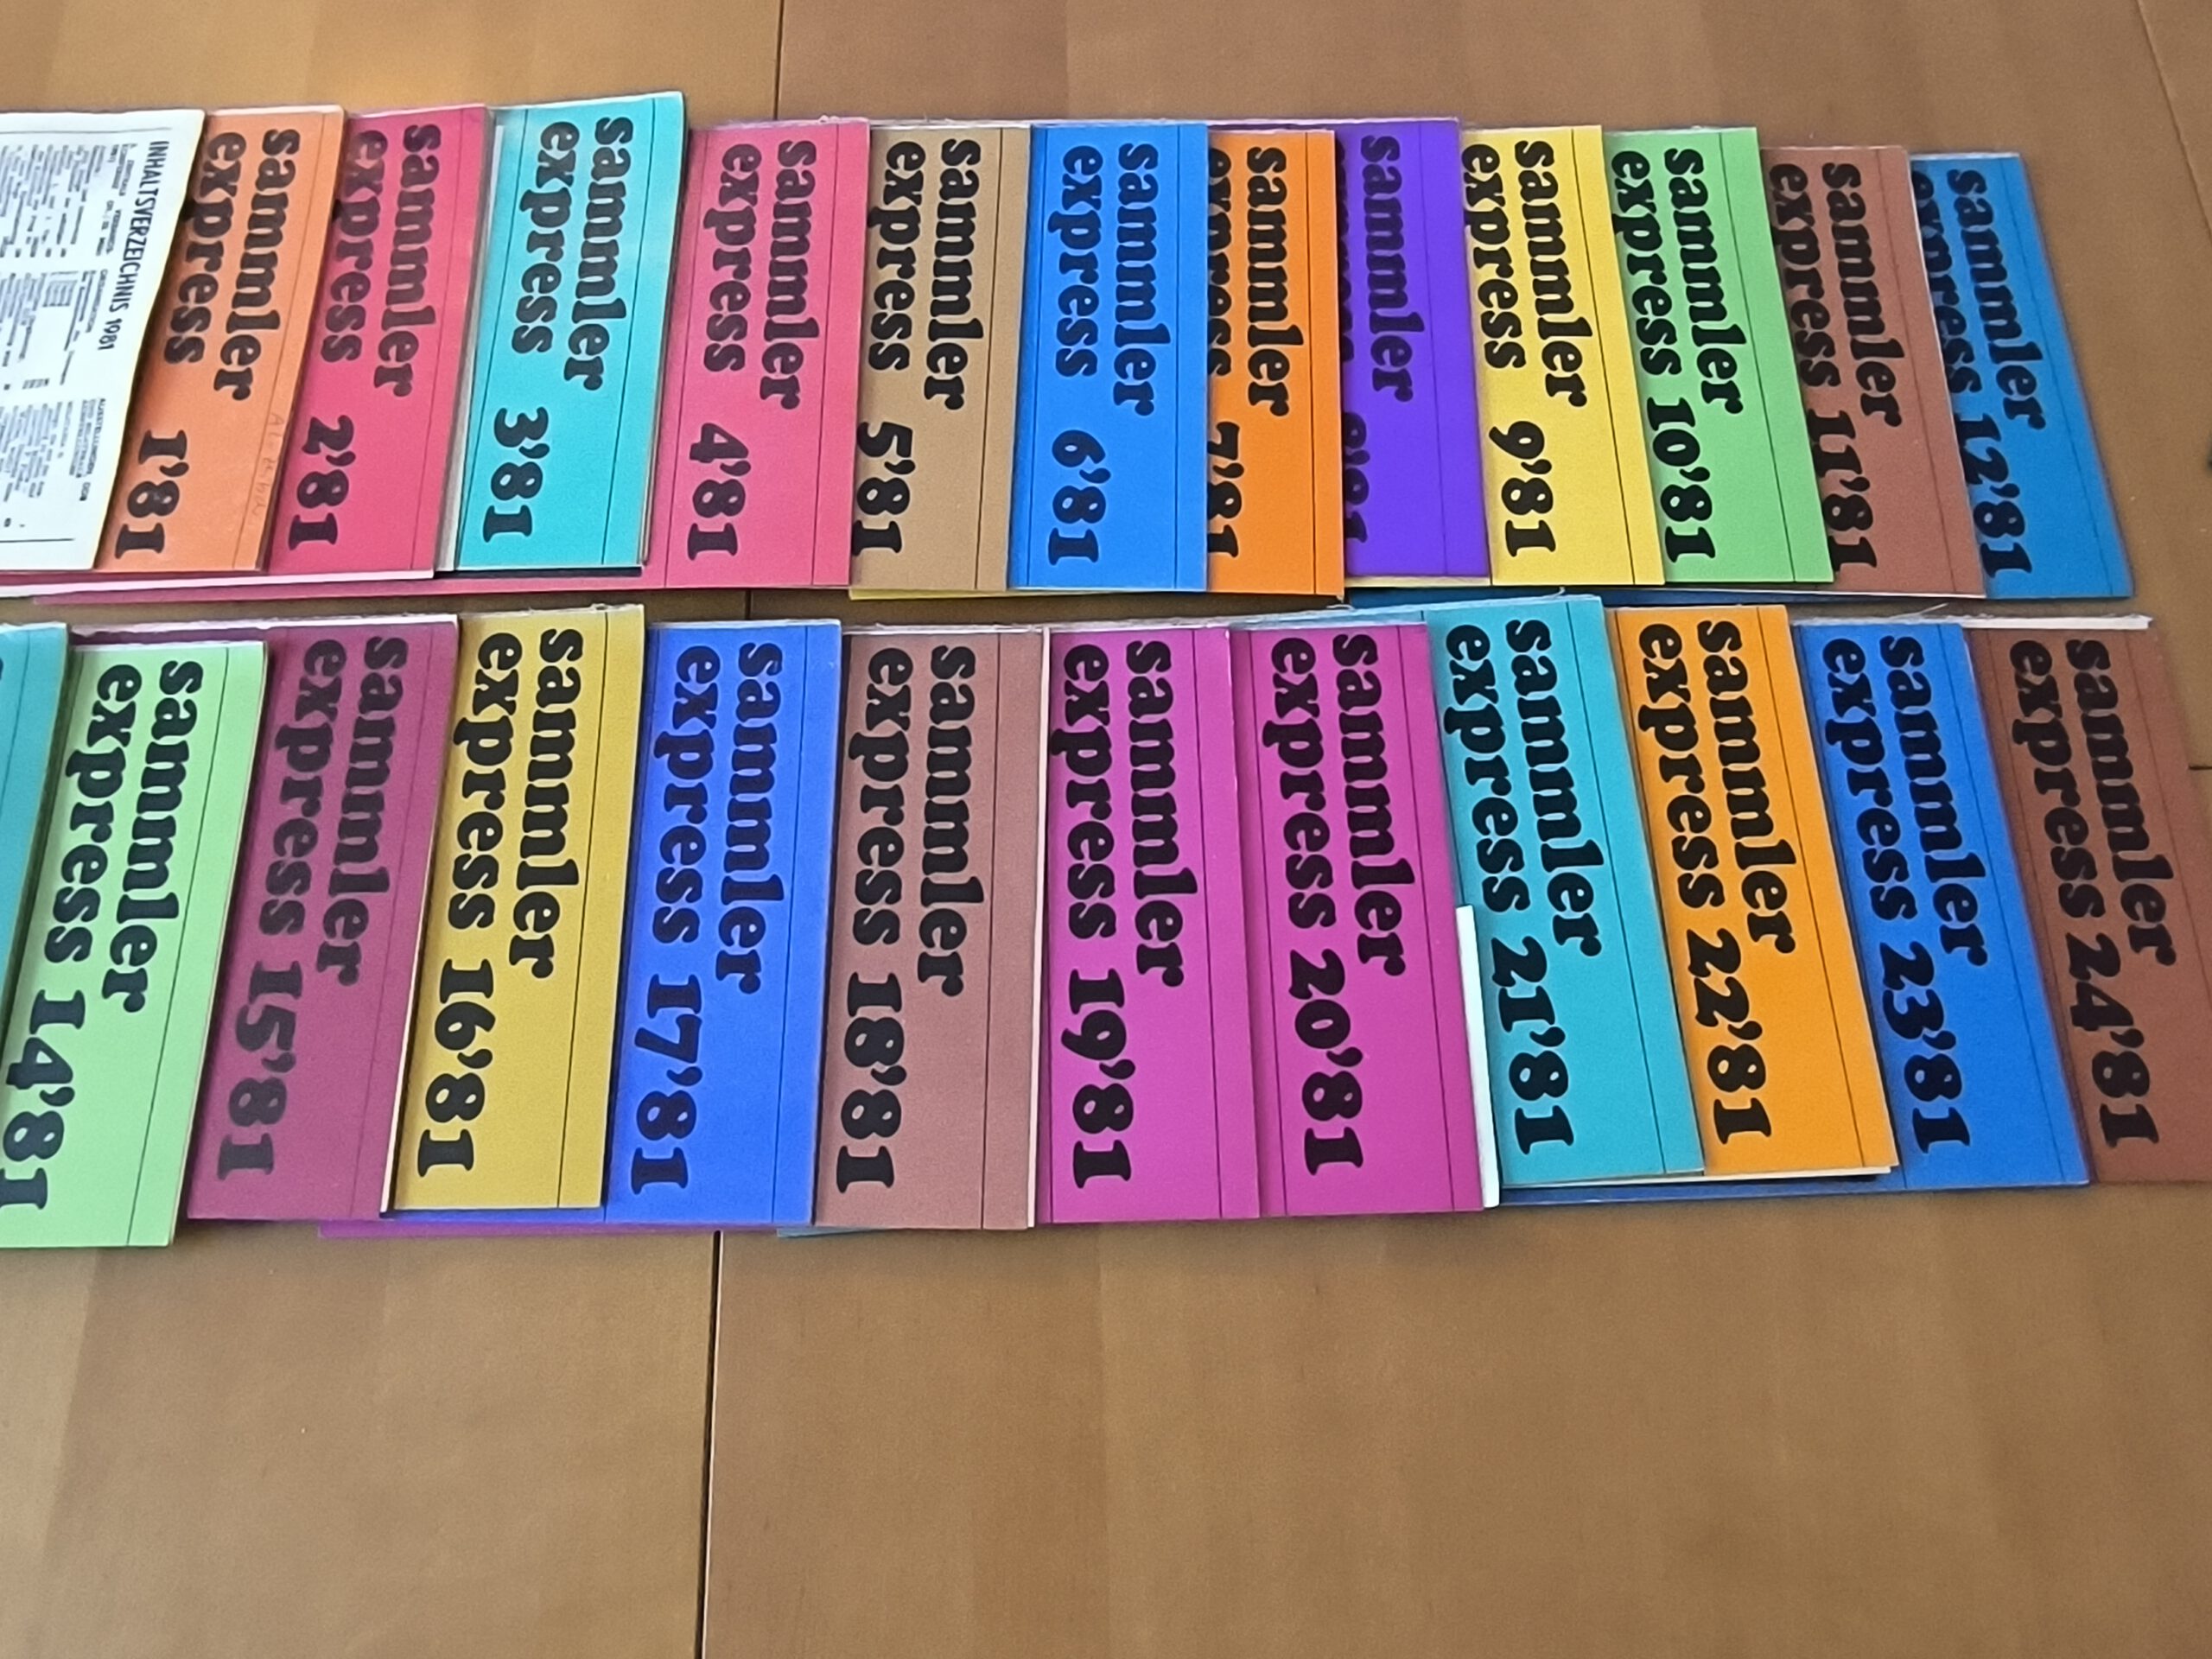 INHALTSVERZEICHNIS 1981
sammler
express 1'81
sammler
express 2'81
sammler
express 3'81
sammler
express 4'81
sammler
express 5'81
sammler
express 6'81
sammler
express 7'81
sammler
sammler
express 9'81
sammler
express 10'81
sammler
express 11'81
sammler
express 12'81
sammler
express 14'81
sammler
express 15'81
sammler
express 16'81
sammler
express 17'81
sammler
express 18'81
sammler
express 19'81
sammler
express 20'81
sammler
express 21'81
sammler
express 22'81
sammler
express 23'81
sammler
express 24'81